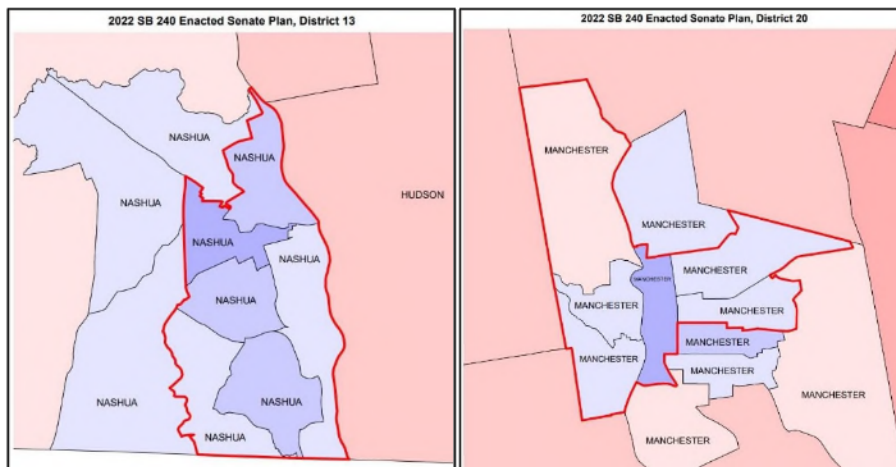 2022 SB 240 Enacted Senate Plan, District 13
NASHUA
NASHUA
NASHUA
HUDSON
NASHUA
NASHUA
NASHUA
NASHUA
NASHUA
NASHUA
2022 SB 240 Enacted Senate Plan, District 20
MANCHESTER
MANCHESTER
MANCHESTER
MANCHESTER
MANCHESTER
MANCHESTER
MANCHESTER
MANCHESTER
MANCHESTER
MANCHESTER